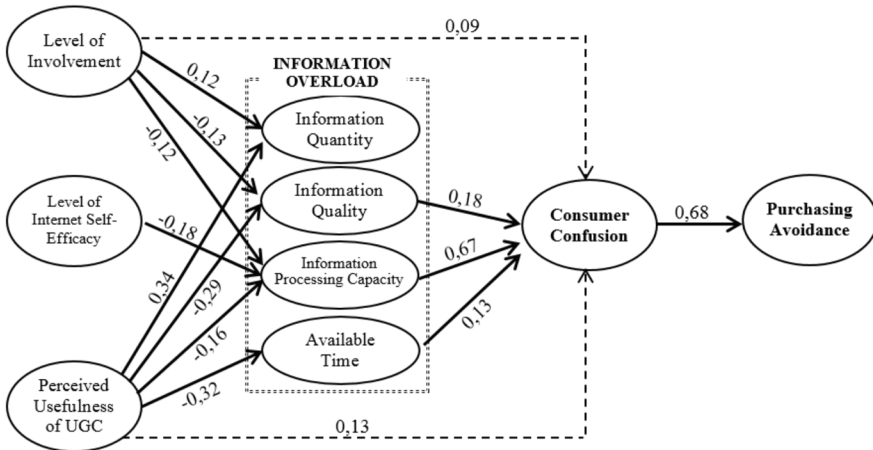 Level of
Involvement
0,09
INFORMATION
OVERLOAD
0,12
-0,13
-0,12
Information
Quantity
Level of
Internet Self-
Efficacy
-0,18
Information
Quality
0,18
Consumer
Confusion
0,68
Purchasing
Avoidance
Information
Processing Capacity
0,67
0,34
-0,29
-0,16
-0,32
Available
Time
0,13
Perceived
Usefulness
of UGC
0,13